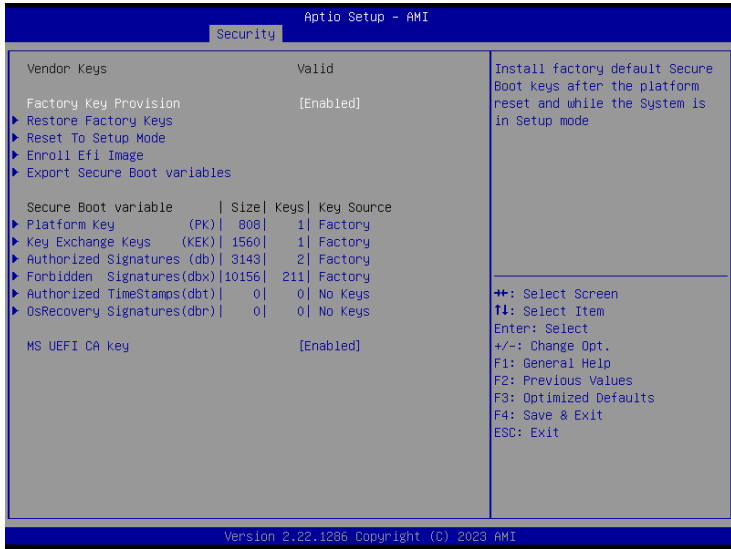 Aptio Setup – AMI
Security
Vendor Keys Valid
Factory Key Provision [Enabled]
▶ Restore Factory Keys
▶ Reset To Setup Mode
▶ Enroll Efi Image
▶ Export Secure Boot variables
Secure Boot variable | Size| Keys| Key Source
▶ Platform Key (PK)| 808| 1| Factory
▶ Key Exchange Keys (KEK)| 1560| 1| Factory
▶ Authorized Signatures (db)| 3143| 2| Factory
▶ Forbidden Signatures(dbx)|10156| 211| Factory
▶ Authorized TimeStamps(dbt)| 0| 0| No Keys
▶ OsRecovery Signatures(dbr)| 0| 0| No Keys
MS UEFI CA key [Enabled]
Install factory default Secure
Boot keys after the platform
reset and while the System is
in Setup mode
→←: Select Screen
↑↓: Select Item
Enter: Select
+/-: Change Opt.
F1: General Help
F2: Previous Values
F3: Optimized Defaults
F4: Save & Exit
ESC: Exit
Version 2.22.1286 Copyright (C) 2023 AMI